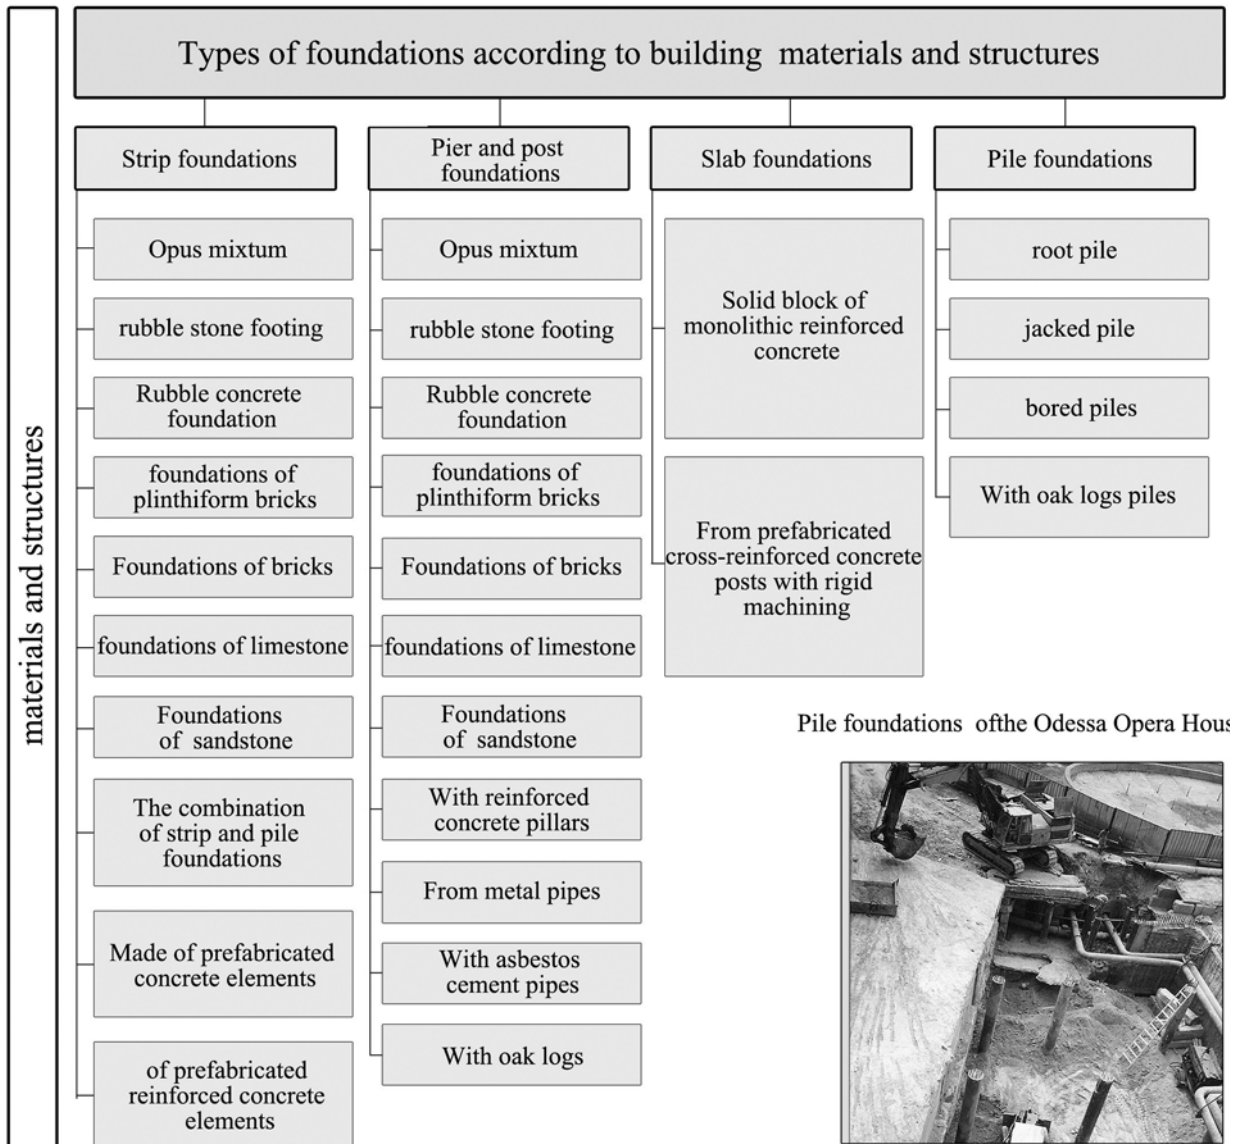 Types of foundations according to building materials and structures
materials and structures
Strip foundations
Opus mixtum
rubble stone footing
Rubble concrete
foundation
foundations of
plinthiform bricks
Foundations of bricks
foundations of limestone
Foundations
of sandstone
The combination
of strip and pile
foundations
Made of prefabricated
concrete elements
of prefabricated
reinforced concrete
elements
Pier and post
foundations
Opus mixtum
rubble stone footing
Rubble concrete
foundation
foundations of
plinthiform bricks
Foundations of bricks
foundations of limestone
Foundations
of sandstone
With reinforced
concrete pillars
From metal pipes
With asbestos
cement pipes
With oak logs
Slab foundations
Solid block of
monolithic reinforced
concrete
From prefabricated
cross-reinforced concrete
posts with rigid
machining
Pile foundations
root pile
jacked pile
bored piles
With oak logs piles
Pile foundations ofthe Odessa Opera Hous